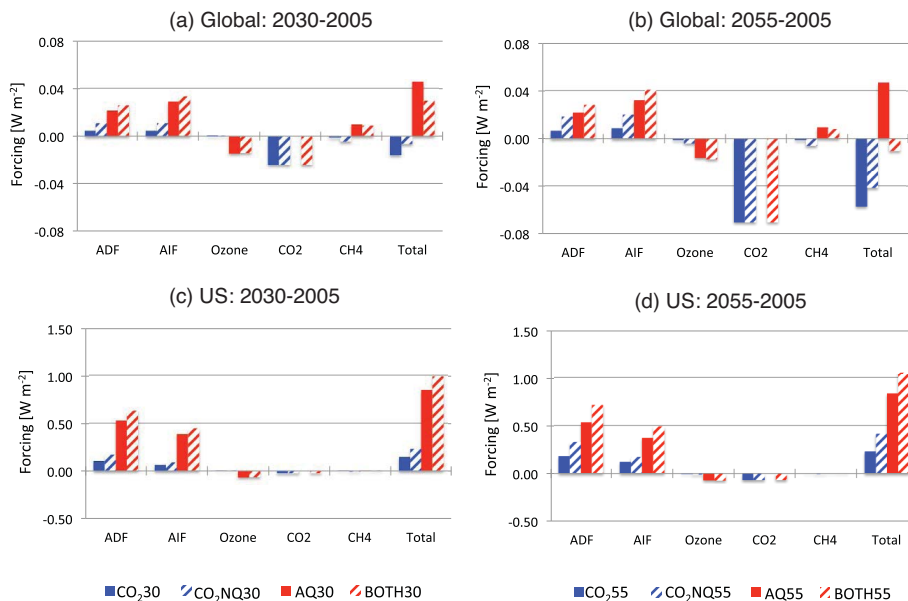 (a) Global: 2030-2005
Forcing [W m-2]
0.08
0.04
0.00
-0.04
-0.08
ADF AIF Ozone CO2 CH4 Total
(b) Global: 2055-2005
Forcing [W m-2]
0.08
0.04
0.00
-0.04
-0.08
ADF AIF Ozone CO2 CH4 Total
(c) US: 2030-2005
Forcing [W m-2]
1.50
1.00
0.50
0.00
-0.50
ADF AIF Ozone CO2 CH4 Total
CO₂30 CO₂NQ30 AQ30 BOTH30
(d) US: 2055-2005
Forcing [W m-2]
1.50
1.00
0.50
0.00
-0.50
ADF AIF Ozone CO2 CH4 Total
CO₂55 CO₂NQ55 AQ55 BOTH55